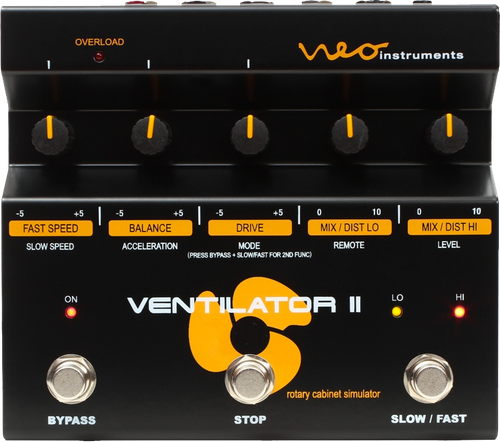 OVERLOAD
neo instruments
-5 +5 -5 +5 -5 +5 0 10 0 10
FAST SPEED BALANCE DRIVE MIX / DIST LO MIX / DIST HI
SLOW SPEED ACCELERATION MODE REMOTE LEVEL
(PRESS BYPASS + SLOW/FAST FOR 2ND FUNC)
ON LO HI
VENTILATOR II
rotary cabinet simulator
BYPASS STOP SLOW / FAST